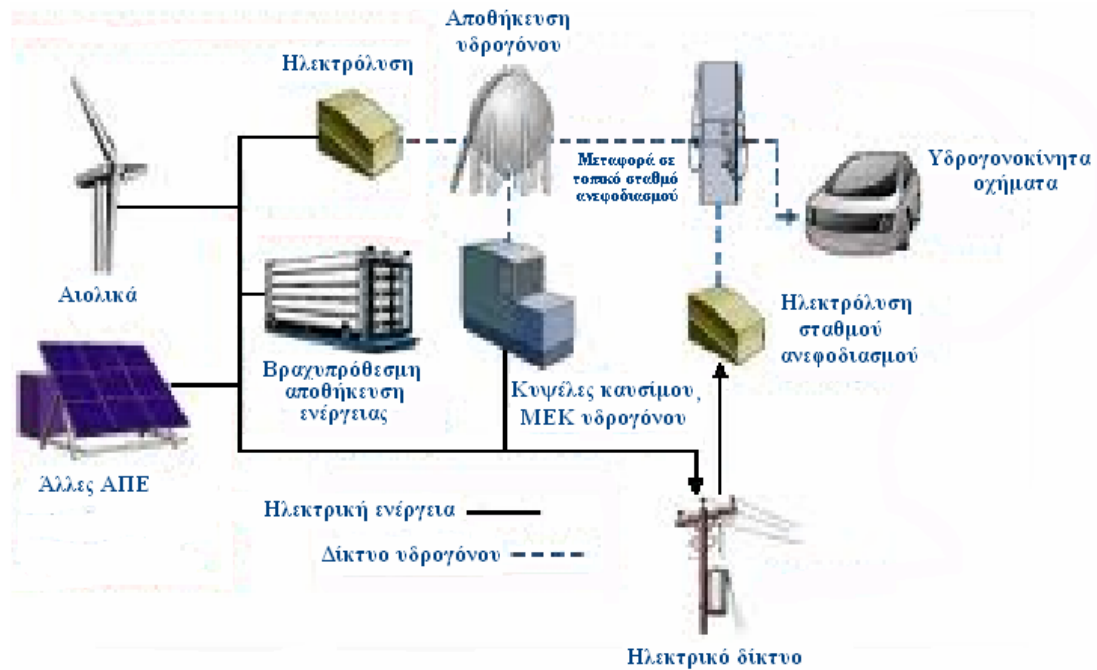 Αποθήκευση
υδρογόνου
Ηλεκτρόλυση
Μεταφορά σε
τοπικό σταθμό
ανεφοδιασμού
Υδρογονοκίνητα
οχήματα
Αιολικά
Βραχυπρόθεσμη
αποθήκευση
ενέργειας
Κυψέλες καυσίμου,
ΜΕΚ υδρογόνου
Ηλεκτρόλυση
σταθμού
ανεφοδιασμού
Άλλες ΑΠΕ
Ηλεκτρική ενέργεια
Δίκτυο υδρογόνου
Ηλεκτρικό δίκτυο